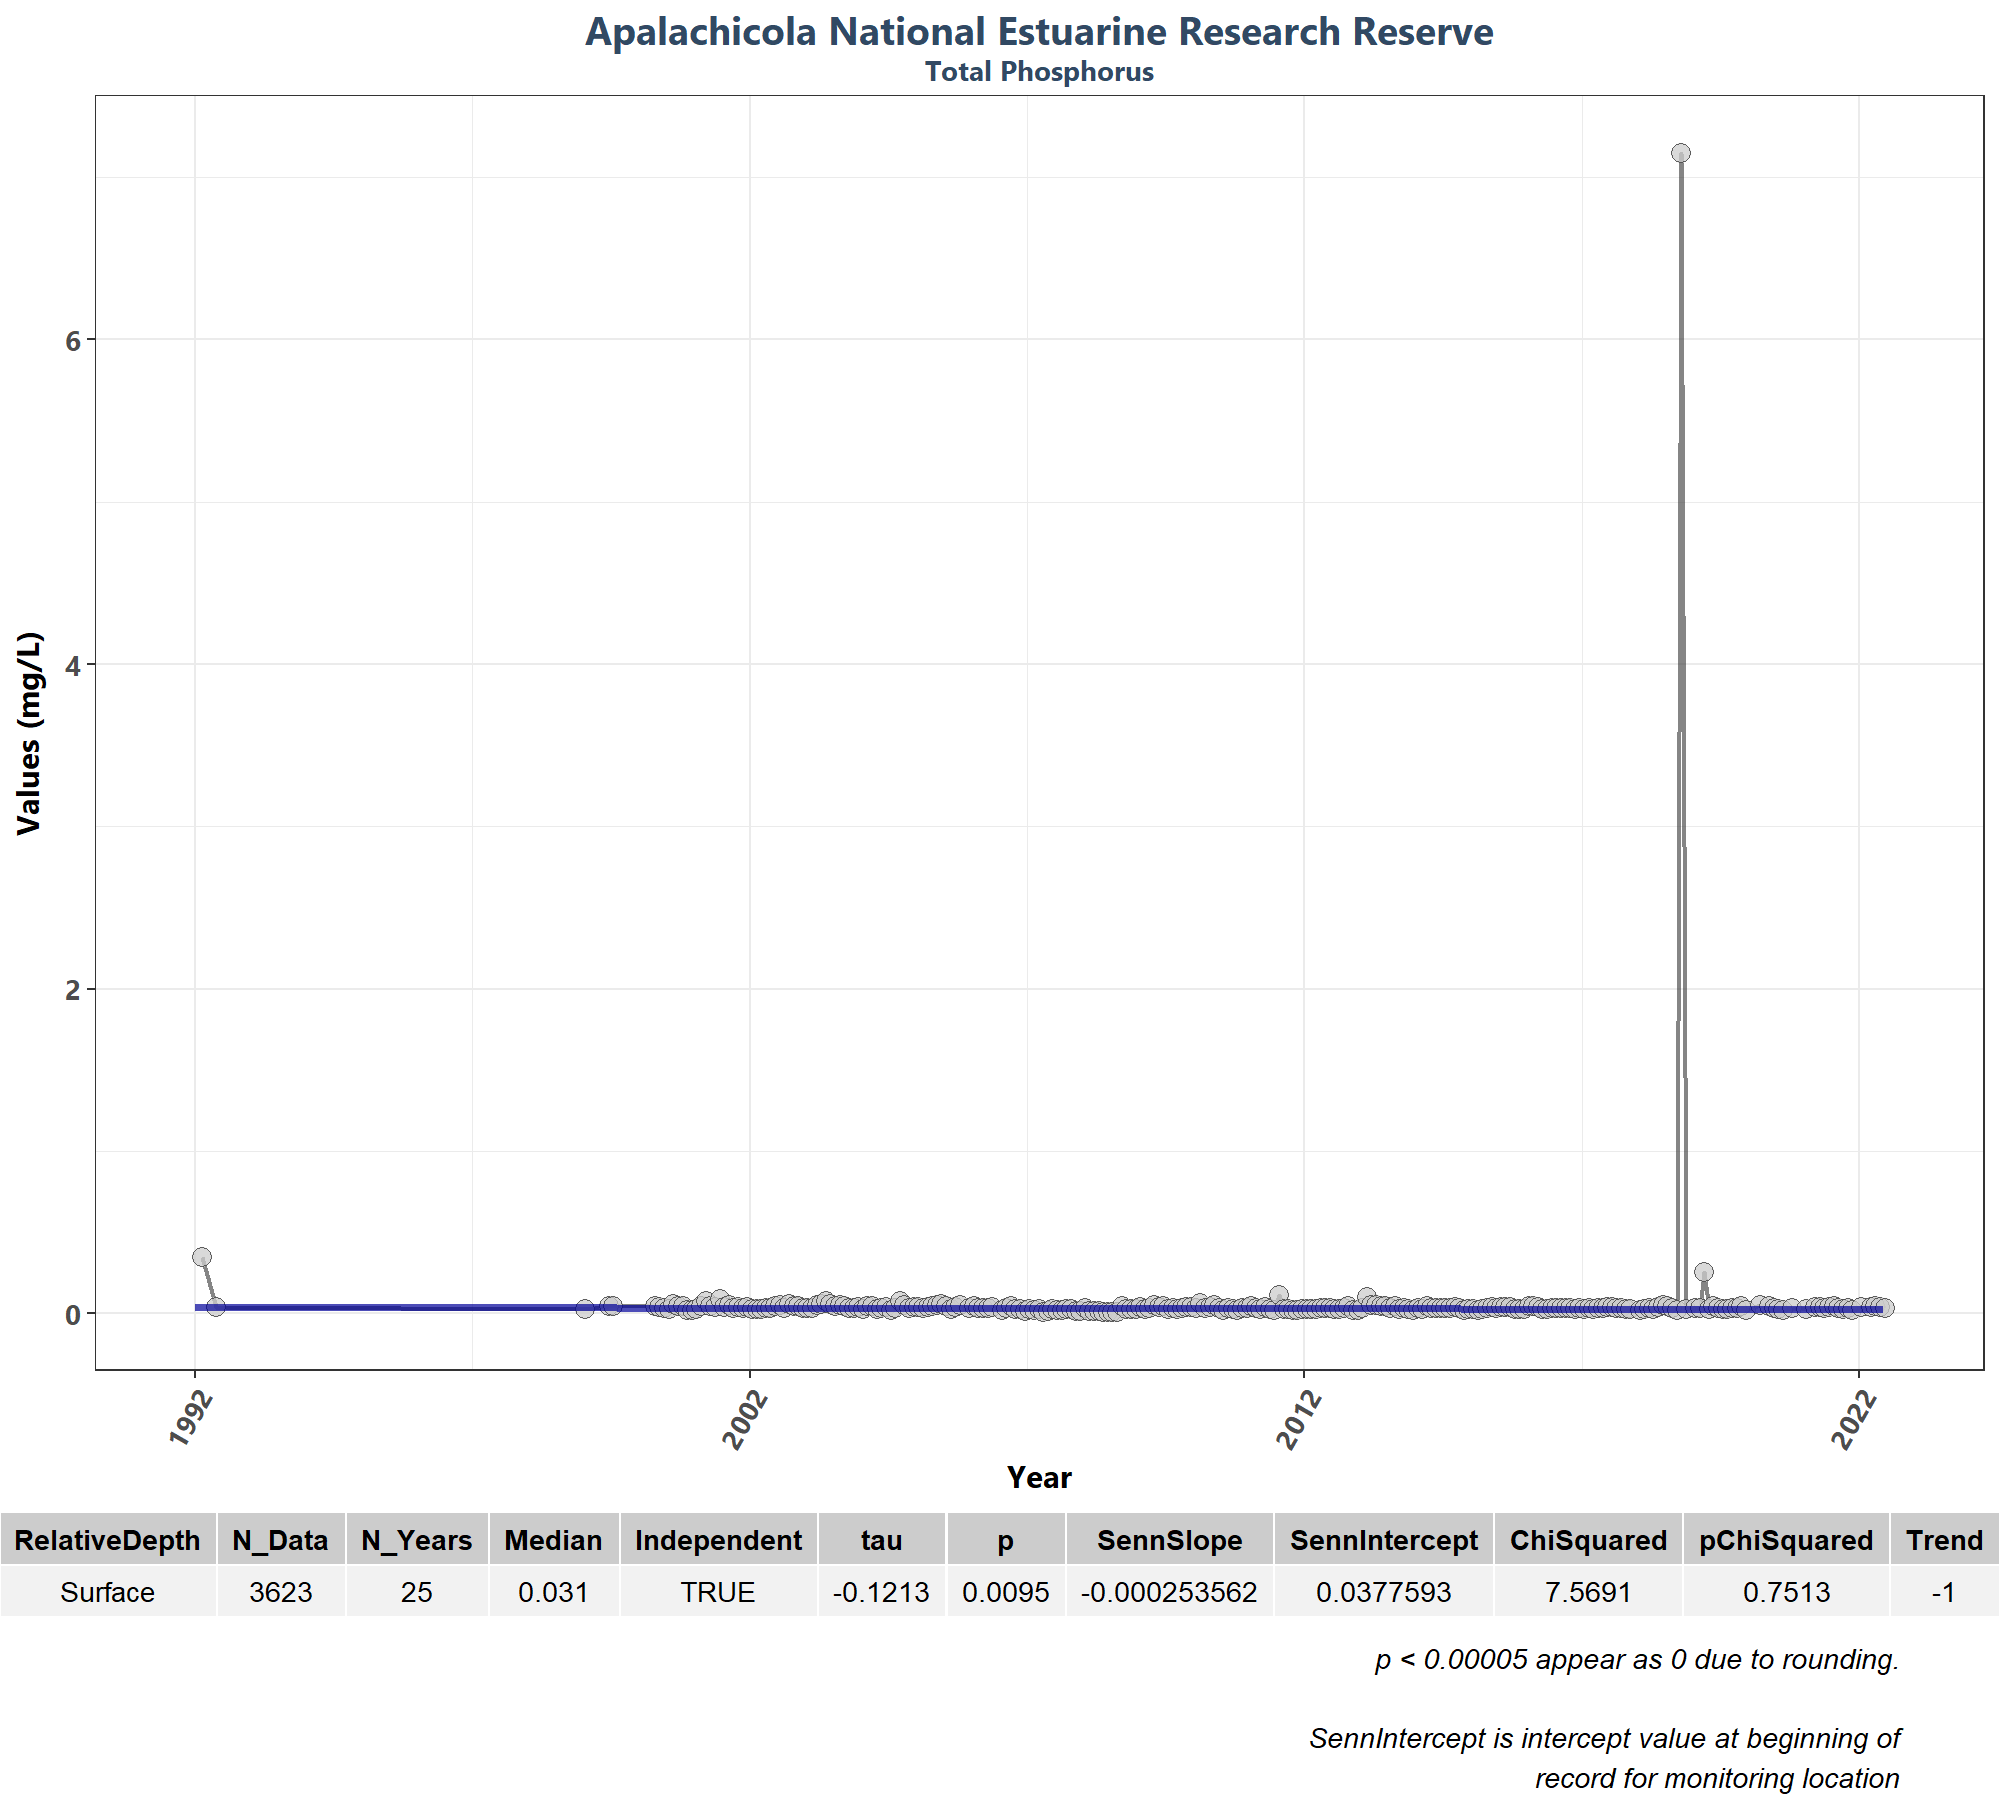 Apalachicola National Estuarine Research Reserve
Total Phosphorus
Values (mg/L)
6
4
2
0
1992
2002
2012
2022
Year
RelativeDepth N_Data N_Years Median Independent tau p SennSlope SennIntercept ChiSquared pChiSquared Trend
Surface 3623 25 0.031 TRUE -0.1213 0.0095 -0.000253562 0.0377593 7.5691 0.7513 -1
p < 0.00005 appear as 0 due to rounding.
SennIntercept is intercept value at beginning of
record for monitoring location